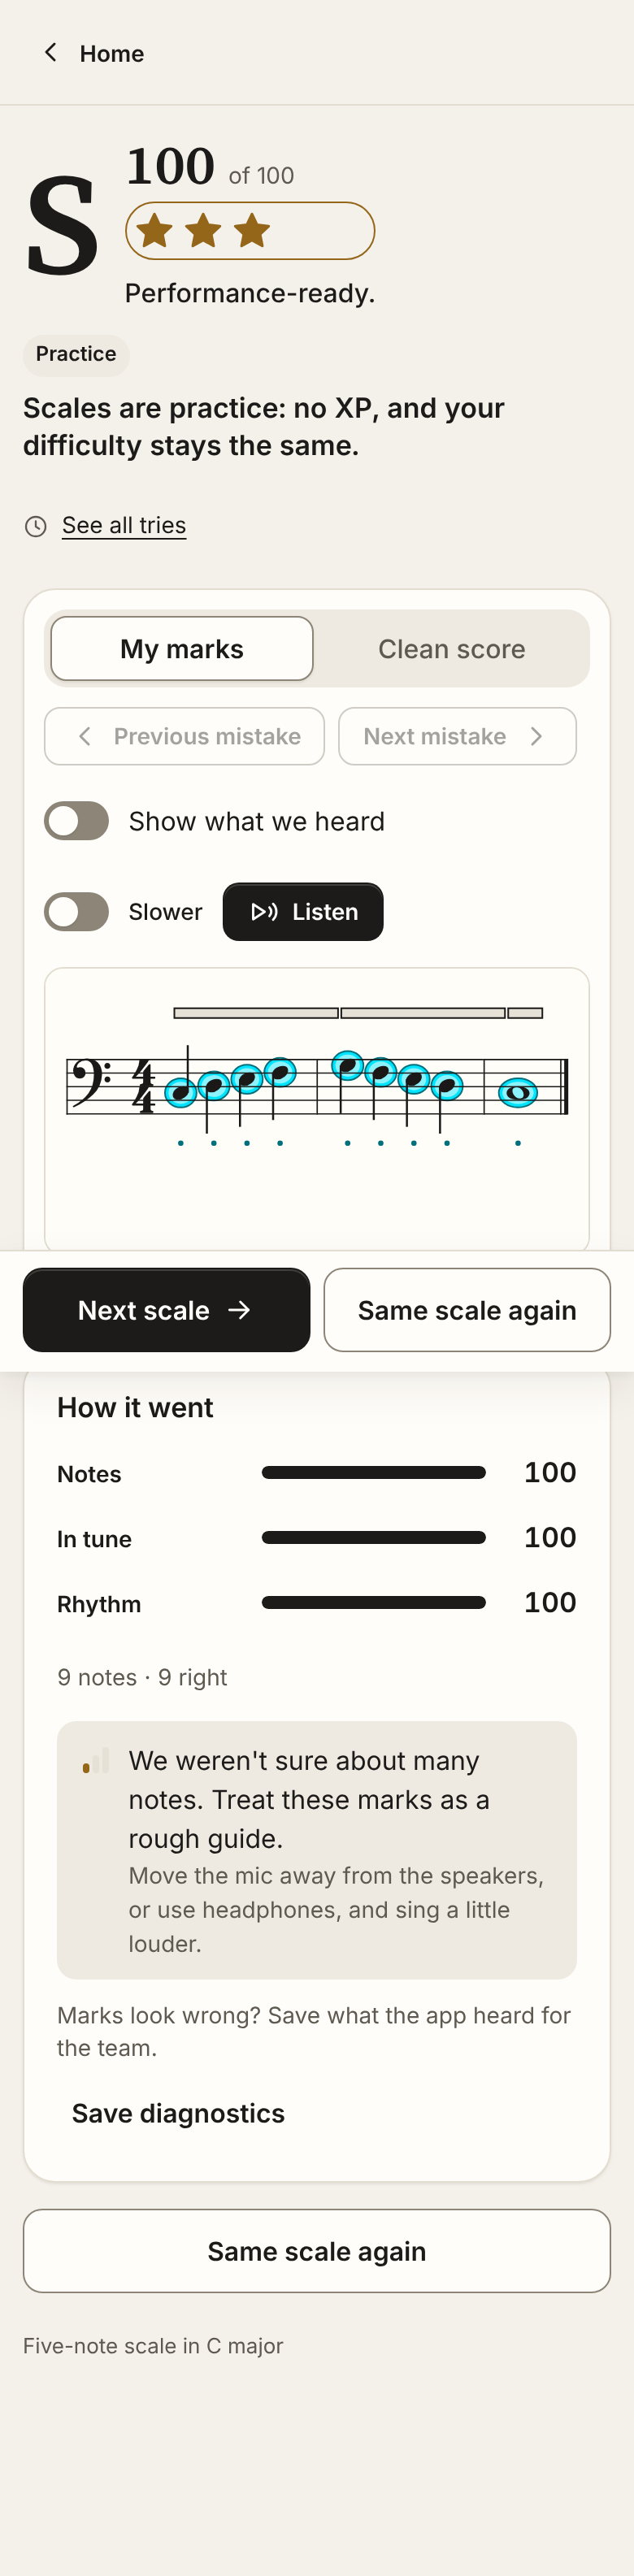 Home
S
100 of 100
Performance-ready.
Practice
Scales are practice: no XP, and your
difficulty stays the same.
See all tries
My marks
Clean score
Previous mistake
Next mistake
Show what we heard
Slower
Listen
4
4
Next scale
Same scale again
How it went
Notes 100
In tune 100
Rhythm 100
9 notes · 9 right
We weren't sure about many
notes. Treat these marks as a
rough guide.
Move the mic away from the speakers,
or use headphones, and sing a little
louder.
Marks look wrong? Save what the app heard for
the team.
Save diagnostics
Same scale again
Five-note scale in C major